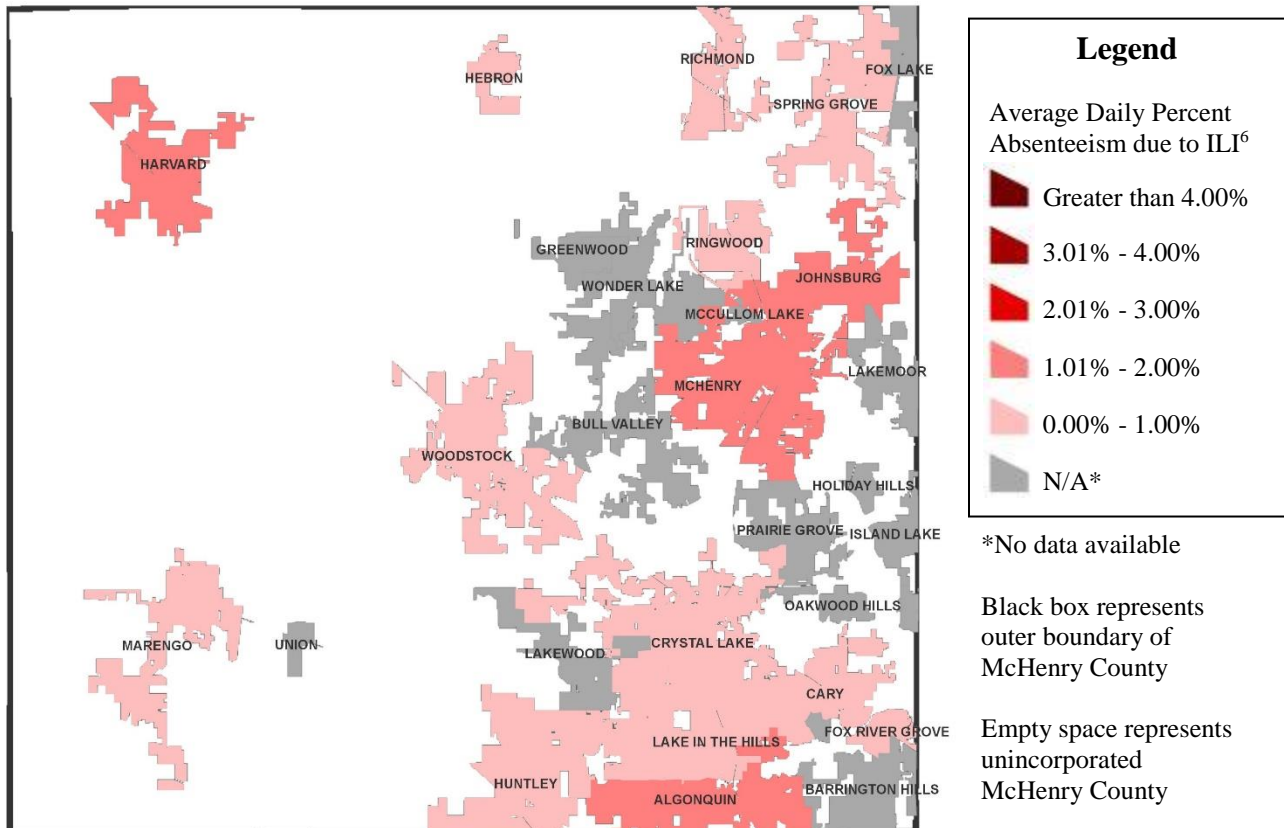 RICHMOND
HEBRON
FOX LAKE
SPRING GROVE
HARVARD
GREENWOOD
RINGWOOD
JOHNSBURG
WONDER LAKE
MCCULLOM LAKE
LAKEMOOR
MCHENRY
BULL VALLEY
WOODSTOCK
HOLIDAY HILLS
PRAIRIE GROVE
ISLAND LAKE
OAKWOOD HILLS
MARENGO
UNION
LAKEWOOD
CRYSTAL LAKE
CARY
FOX RIVER GROVE
LAKE IN THE HILLS
HUNTLEY
ALGONQUIN
BARRINGTON HILLS
Legend
Average Daily Percent
Absenteeism due to ILI⁶
Greater than 4.00%
3.01% - 4.00%
2.01% - 3.00%
1.01% - 2.00%
0.00% - 1.00%
N/A*
*No data available
Black box represents
outer boundary of
McHenry County
Empty space represents
unincorporated
McHenry County